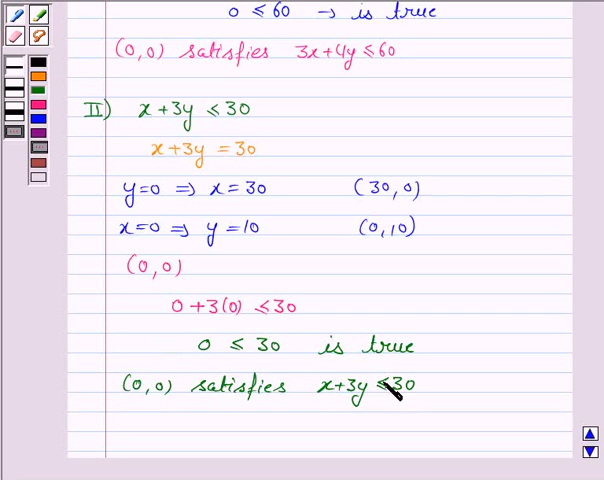 0 ≤ 60 → is true
(0,0) satisfies 3x+4y ≤ 60
II) x + 3y ≤ 30
x + 3y = 30
y=0 ⇒ x = 30 (30,0)
x=0 ⇒ y = 10 (0,10)
(0,0)
0 + 3(0) ≤ 30
0 ≤ 30 is true
(0,0) satisfies x+3y ≤ 30